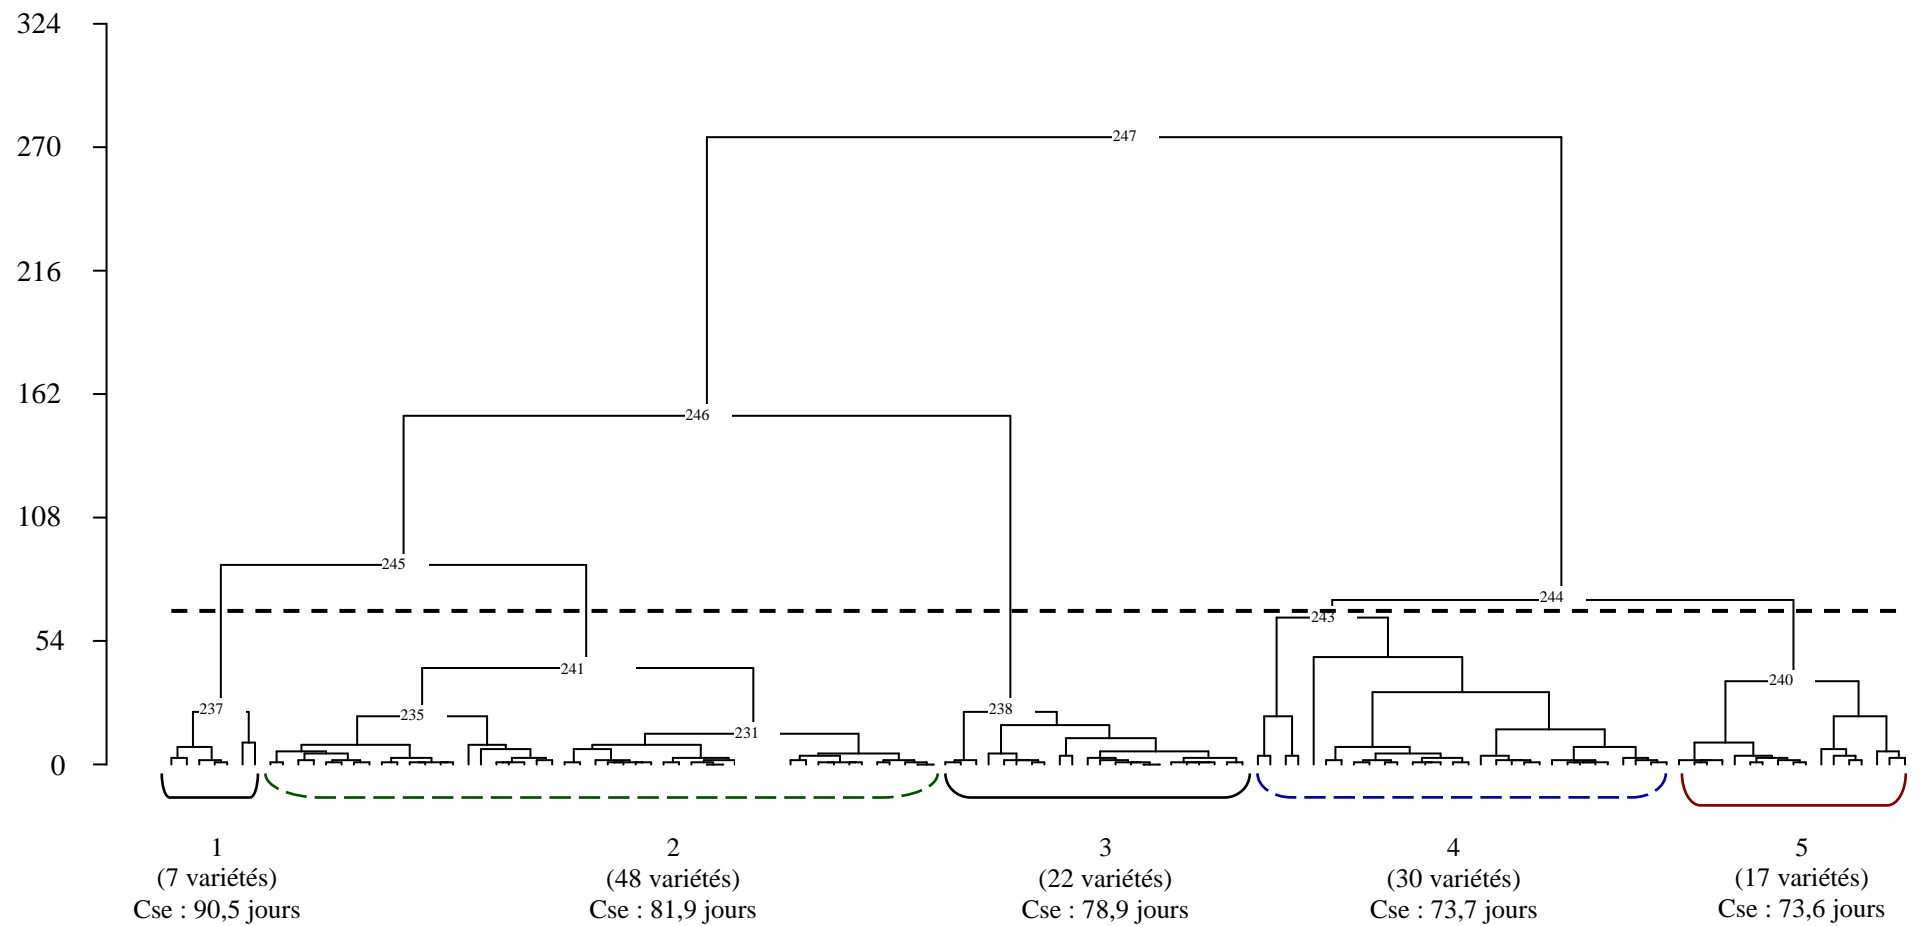 324
270
247
216
162
246
108
245
244
243
54
241
240
237
235
238
231
0
1
2
3
4
5
(7 variétés)
(48 variétés)
(22 variétés)
(30 variétés)
(17 variétés)
Cse : 90,5 jours
Cse : 81,9 jours
Cse : 78,9 jours
Cse : 73,7 jours
Cse : 73,6 jours